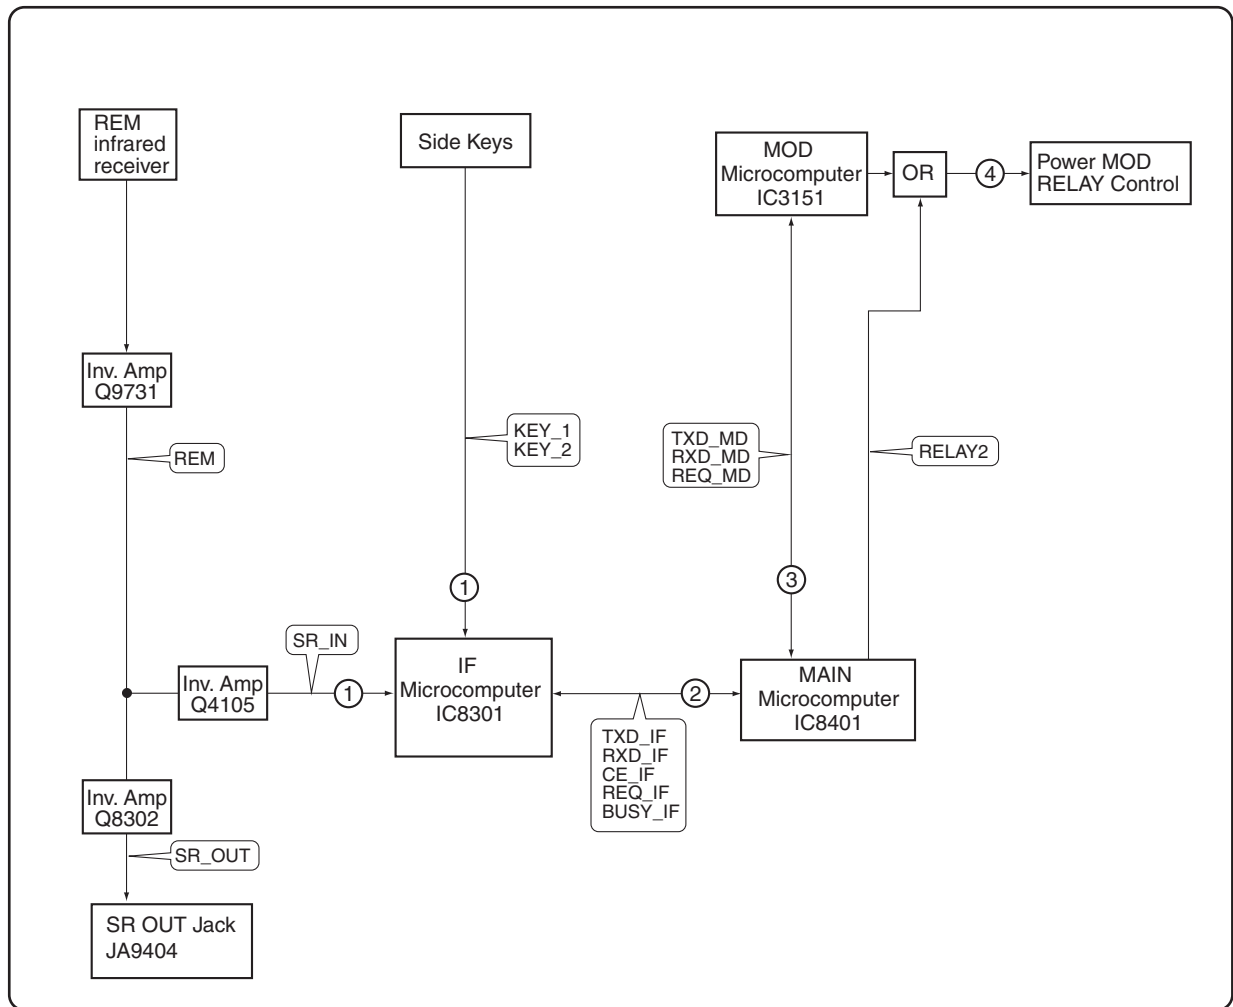 REM
infrared
receiver
Side Keys
MOD
Microcomputer
IC3151
OR
4
Power MOD
RELAY Control
Inv. Amp
Q9731
REM
KEY_1
KEY_2
TXD_MD
RXD_MD
REQ_MD
RELAY2
1
3
SR_IN
Inv. Amp
Q4105
1
IF
Microcomputer
IC8301
2
MAIN
Microcomputer
IC8401
TXD_IF
RXD_IF
CE_IF
REQ_IF
BUSY_IF
Inv. Amp
Q8302
SR_OUT
SR OUT Jack
JA9404